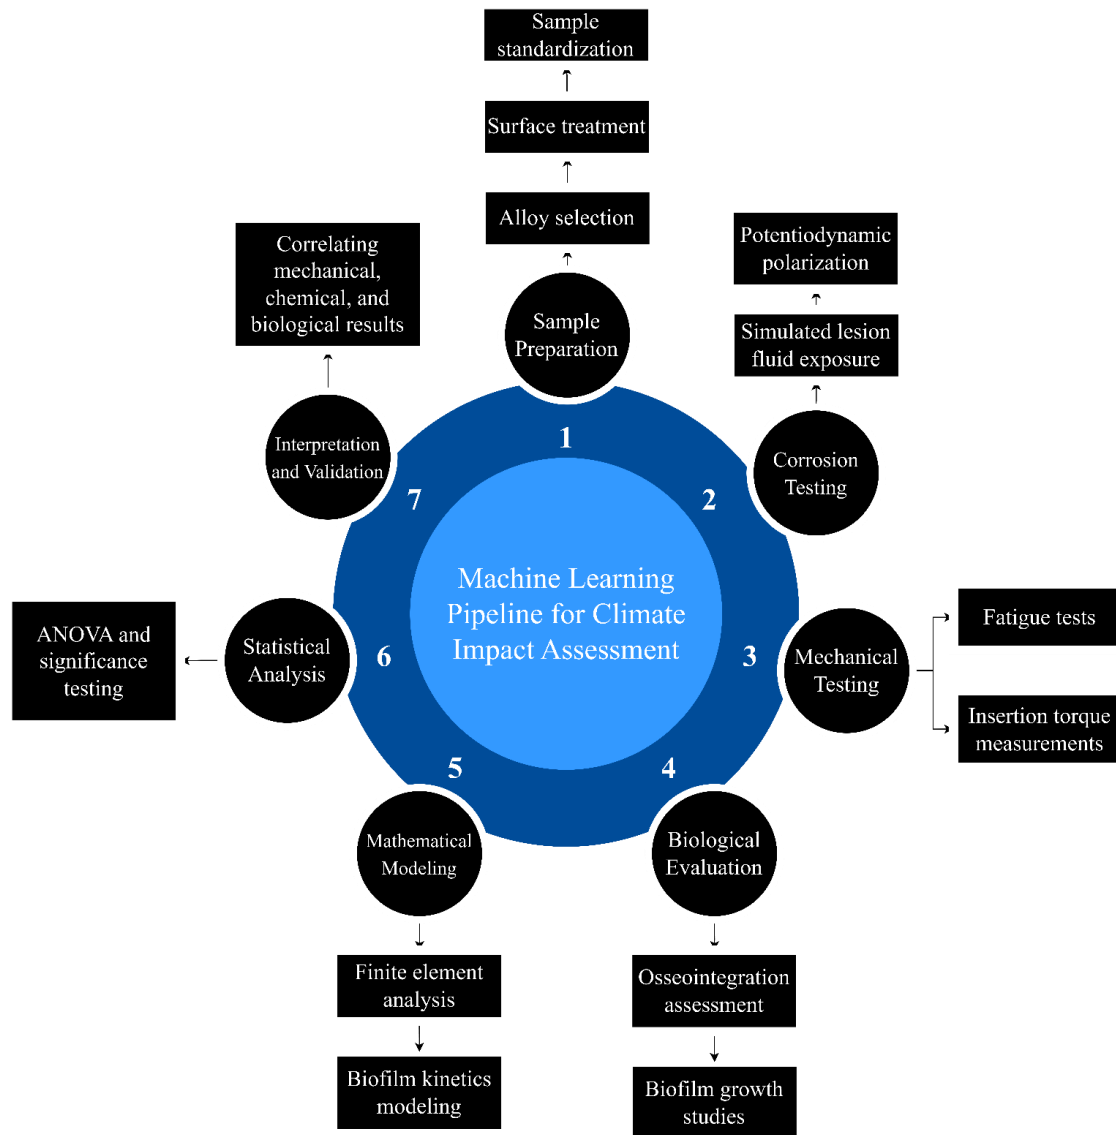 Sample
standardization
Surface treatment
Alloy selection
Sample
Preparation
1
Potentiodynamic
polarization
Simulated lesion
fluid exposure
Corrosion
Testing
2
Mechanical
Testing
3
Fatigue tests
Insertion torque
measurements
Biological
Evaluation
4
Osseointegration
assessment
Biofilm growth
studies
Mathematical
Modeling
5
Finite element
analysis
Biofilm kinetics
modeling
Statistical
Analysis
6
ANOVA and
significance
testing
Interpretation
and Validation
7
Correlating
mechanical,
chemical, and
biological results
Machine Learning
Pipeline for Climate
Impact Assessment